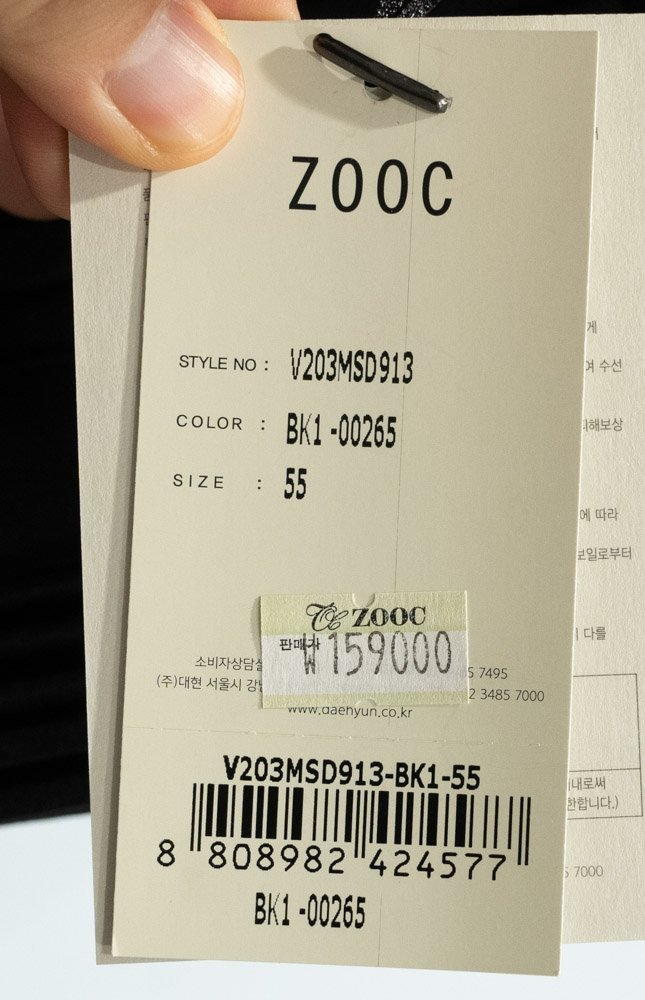 ZOOC
STYLE NO : V203MSD913
COLOR : BK1 -00265
SIZE : 55
ZOOC
판매가
₩159000
소비자상담실
7495
(주)대현 서울시
2 3485 7000
www.daehyun.co.kr
V203MSD913-BK1-55
8 808982 424577
BK1 -00265
게
수선
해보상
에 따라
보일로부터
다를
내로써
한합니다.)
7000